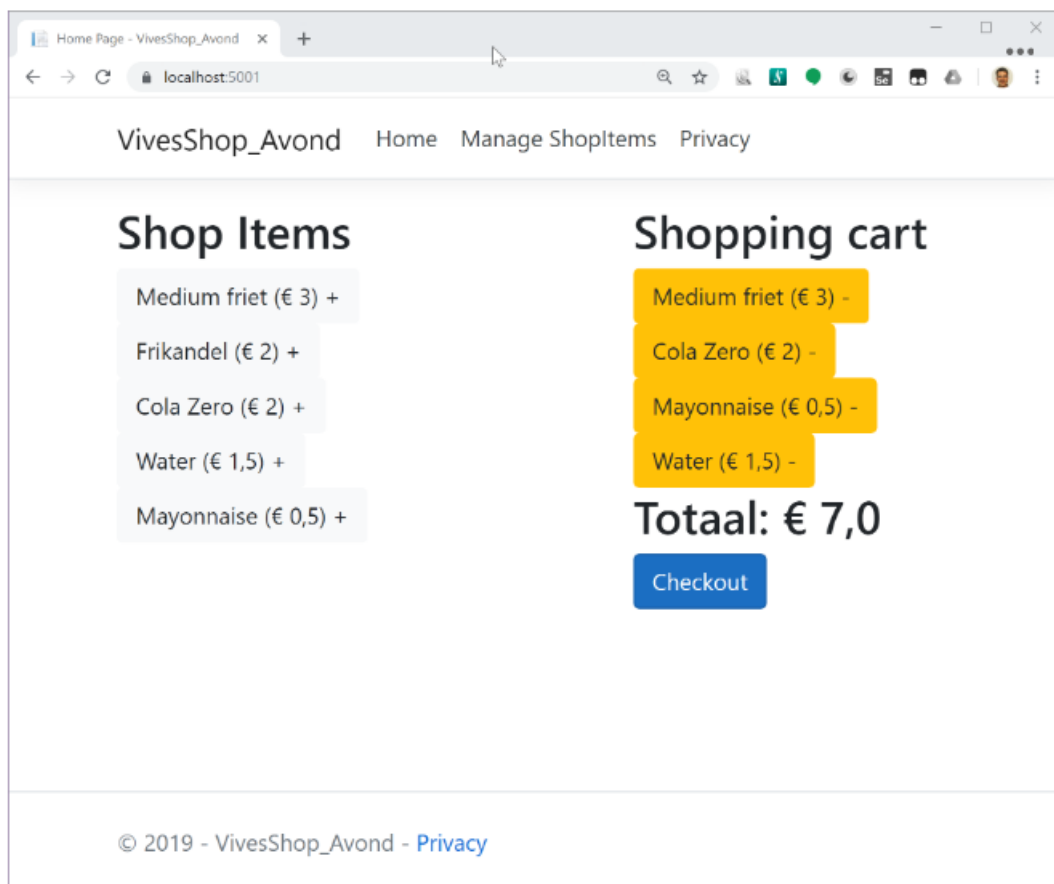 Home Page - VivesShop_Avond
localhost:5001
VivesShop_Avond Home Manage ShopItems Privacy
Shop Items
Medium friet (€ 3) +
Frikandel (€ 2) +
Cola Zero (€ 2) +
Water (€ 1,5) +
Mayonnaise (€ 0,5) +
Shopping cart
Medium friet (€ 3) -
Cola Zero (€ 2) -
Mayonnaise (€ 0,5) -
Water (€ 1,5) -
Totaal: € 7,0
Checkout
© 2019 - VivesShop_Avond - Privacy